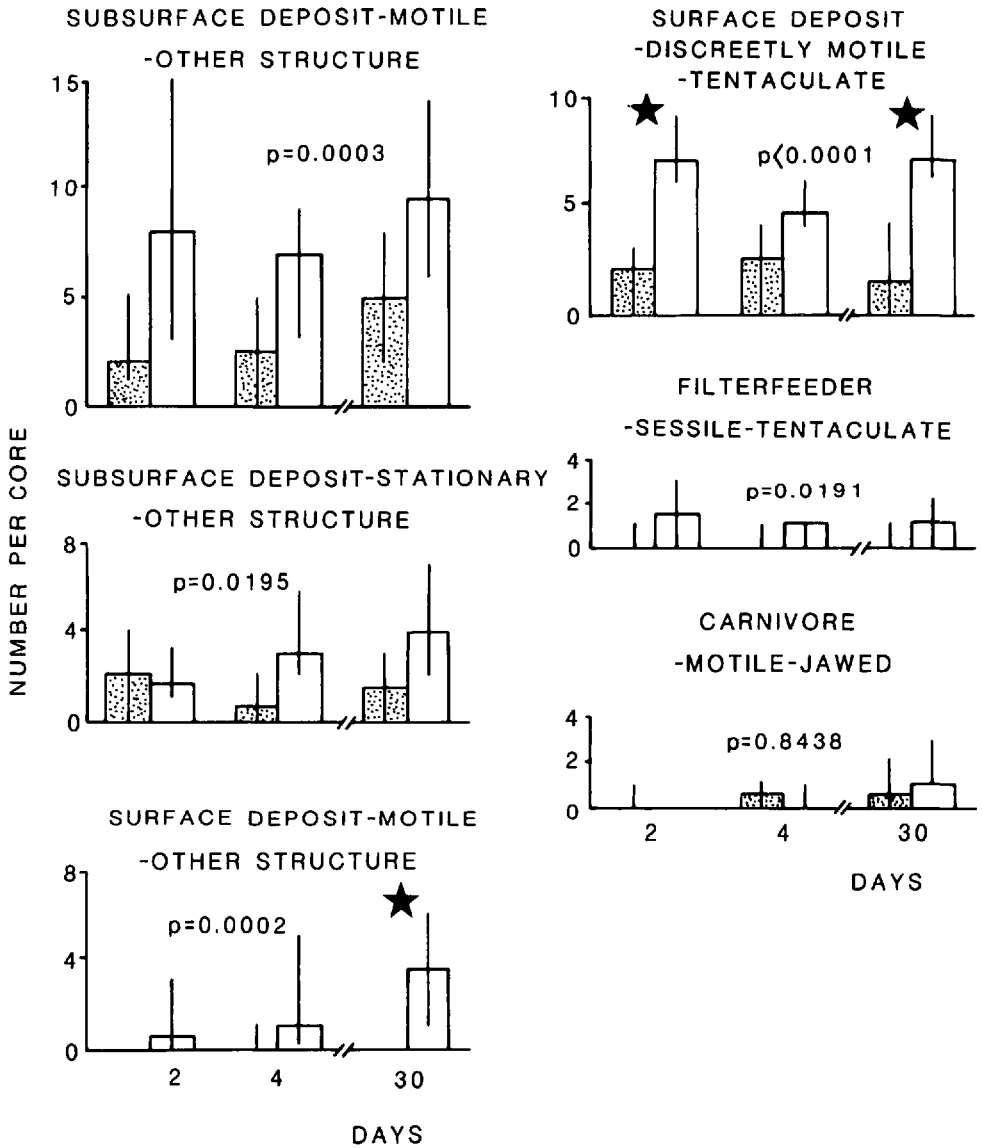 SUBSURFACE DEPOSIT-MOTILE
-OTHER STRUCTURE
15
10
5
0
p=0.0003
NUMBER PER CORE
SUBSURFACE DEPOSIT-STATIONARY
-OTHER STRUCTURE
8
4
0
p=0.0195
SURFACE DEPOSIT-MOTILE
-OTHER STRUCTURE
8
4
0
p=0.0002
2 4 30
DAYS
SURFACE DEPOSIT
-DISCREETLY MOTILE
-TENTACULATE
10
5
0
p<0.0001
FILTERFEEDER
-SESSILE-TENTACULATE
4
2
0
p=0.0191
CARNIVORE
-MOTILE-JAWED
4
2
0
p=0.8438
2 4 30
DAYS